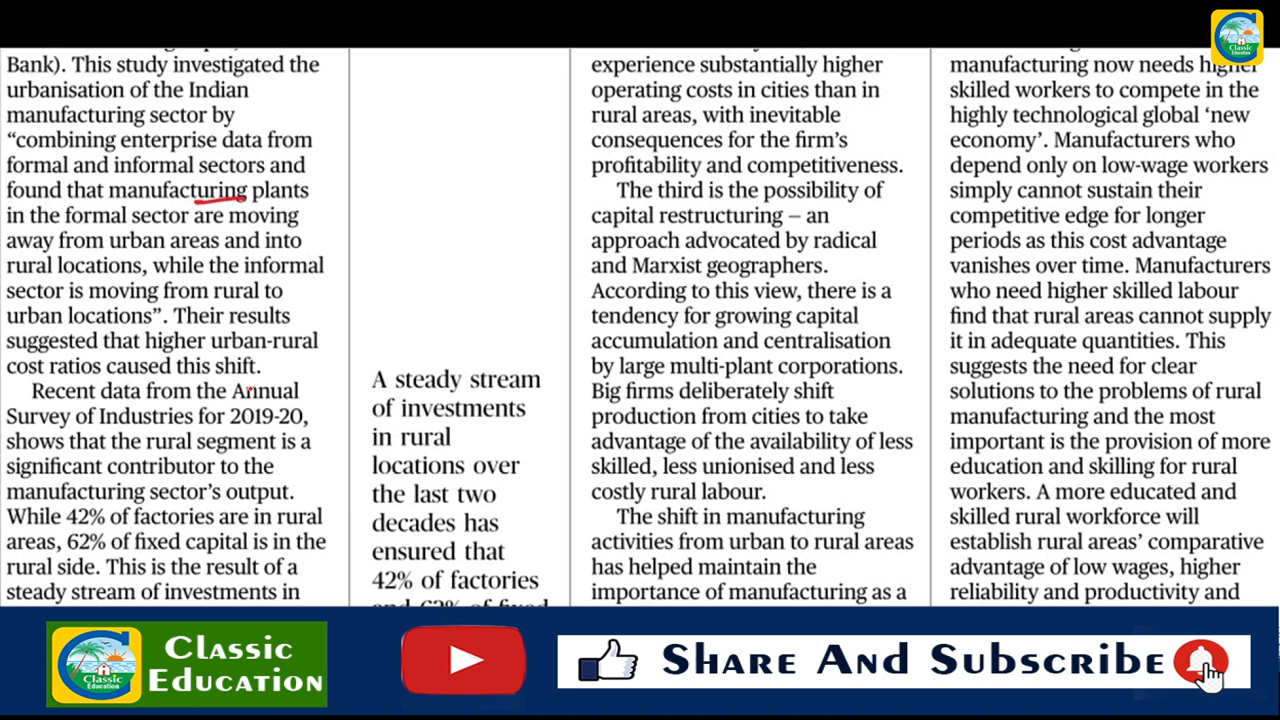 Bank). This study investigated the
urbanisation of the Indian
manufacturing sector by
“combining enterprise data from
formal and informal sectors and
found that manufacturing plants
in the formal sector are moving
away from urban areas and into
rural locations, while the informal
sector is moving from rural to
urban locations”. Their results
suggested that higher urban-rural
cost ratios caused this shift.
Recent data from the Annual
Survey of Industries for 2019-20,
shows that the rural segment is a
significant contributor to the
manufacturing sector’s output.
While 42% of factories are in rural
areas, 62% of fixed capital is in the
rural side. This is the result of a
steady stream of investments in
A steady stream
of investments
in rural
locations over
the last two
decades has
ensured that
42% of factories
and 62% of fixed
experience substantially higher
operating costs in cities than in
rural areas, with inevitable
consequences for the firm’s
profitability and competitiveness.
The third is the possibility of
capital restructuring — an
approach advocated by radical
and Marxist geographers.
According to this view, there is a
tendency for growing capital
accumulation and centralisation
by large multi-plant corporations.
Big firms deliberately shift
production from cities to take
advantage of the availability of less
skilled, less unionised and less
costly rural labour.
The shift in manufacturing
activities from urban to rural areas
has helped maintain the
importance of manufacturing as a
manufacturing now needs higher
skilled workers to compete in the
highly technological global ‘new
economy’. Manufacturers who
depend only on low-wage workers
simply cannot sustain their
competitive edge for longer
periods as this cost advantage
vanishes over time. Manufacturers
who need higher skilled labour
find that rural areas cannot supply
it in adequate quantities. This
suggests the need for clear
solutions to the problems of rural
manufacturing and the most
important is the provision of more
education and skilling for rural
workers. A more educated and
skilled rural workforce will
establish rural areas’ comparative
advantage of low wages, higher
reliability and productivity and
Classic
Education
Classic
Education
Classic
Education
Share And Subscribe